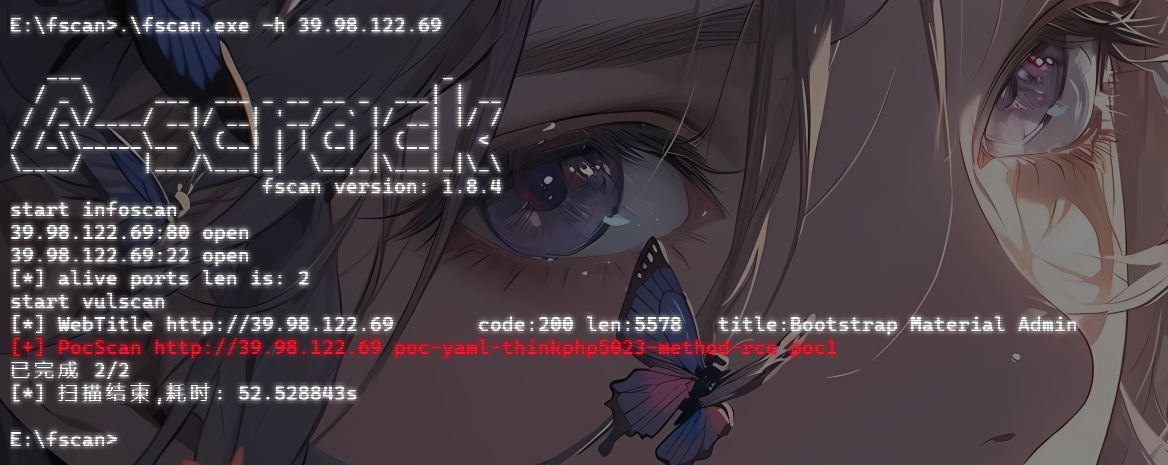 E:\fscan>.\fscan.exe -h 39.98.122.69
fscan version: 1.8.4
start infoscan
39.98.122.69:80 open
39.98.122.69:22 open
[*] alive ports len is: 2
start vulscan
[*] WebTitle http://39.98.122.69 code:200 len:5578 title:Bootstrap Material Admin
[+] PocScan http://39.98.122.69 poc-yaml-thinkphp5023-method-rce poc1
已完成 2/2
[*] 扫描结束,耗时: 52.528843s
E:\fscan>